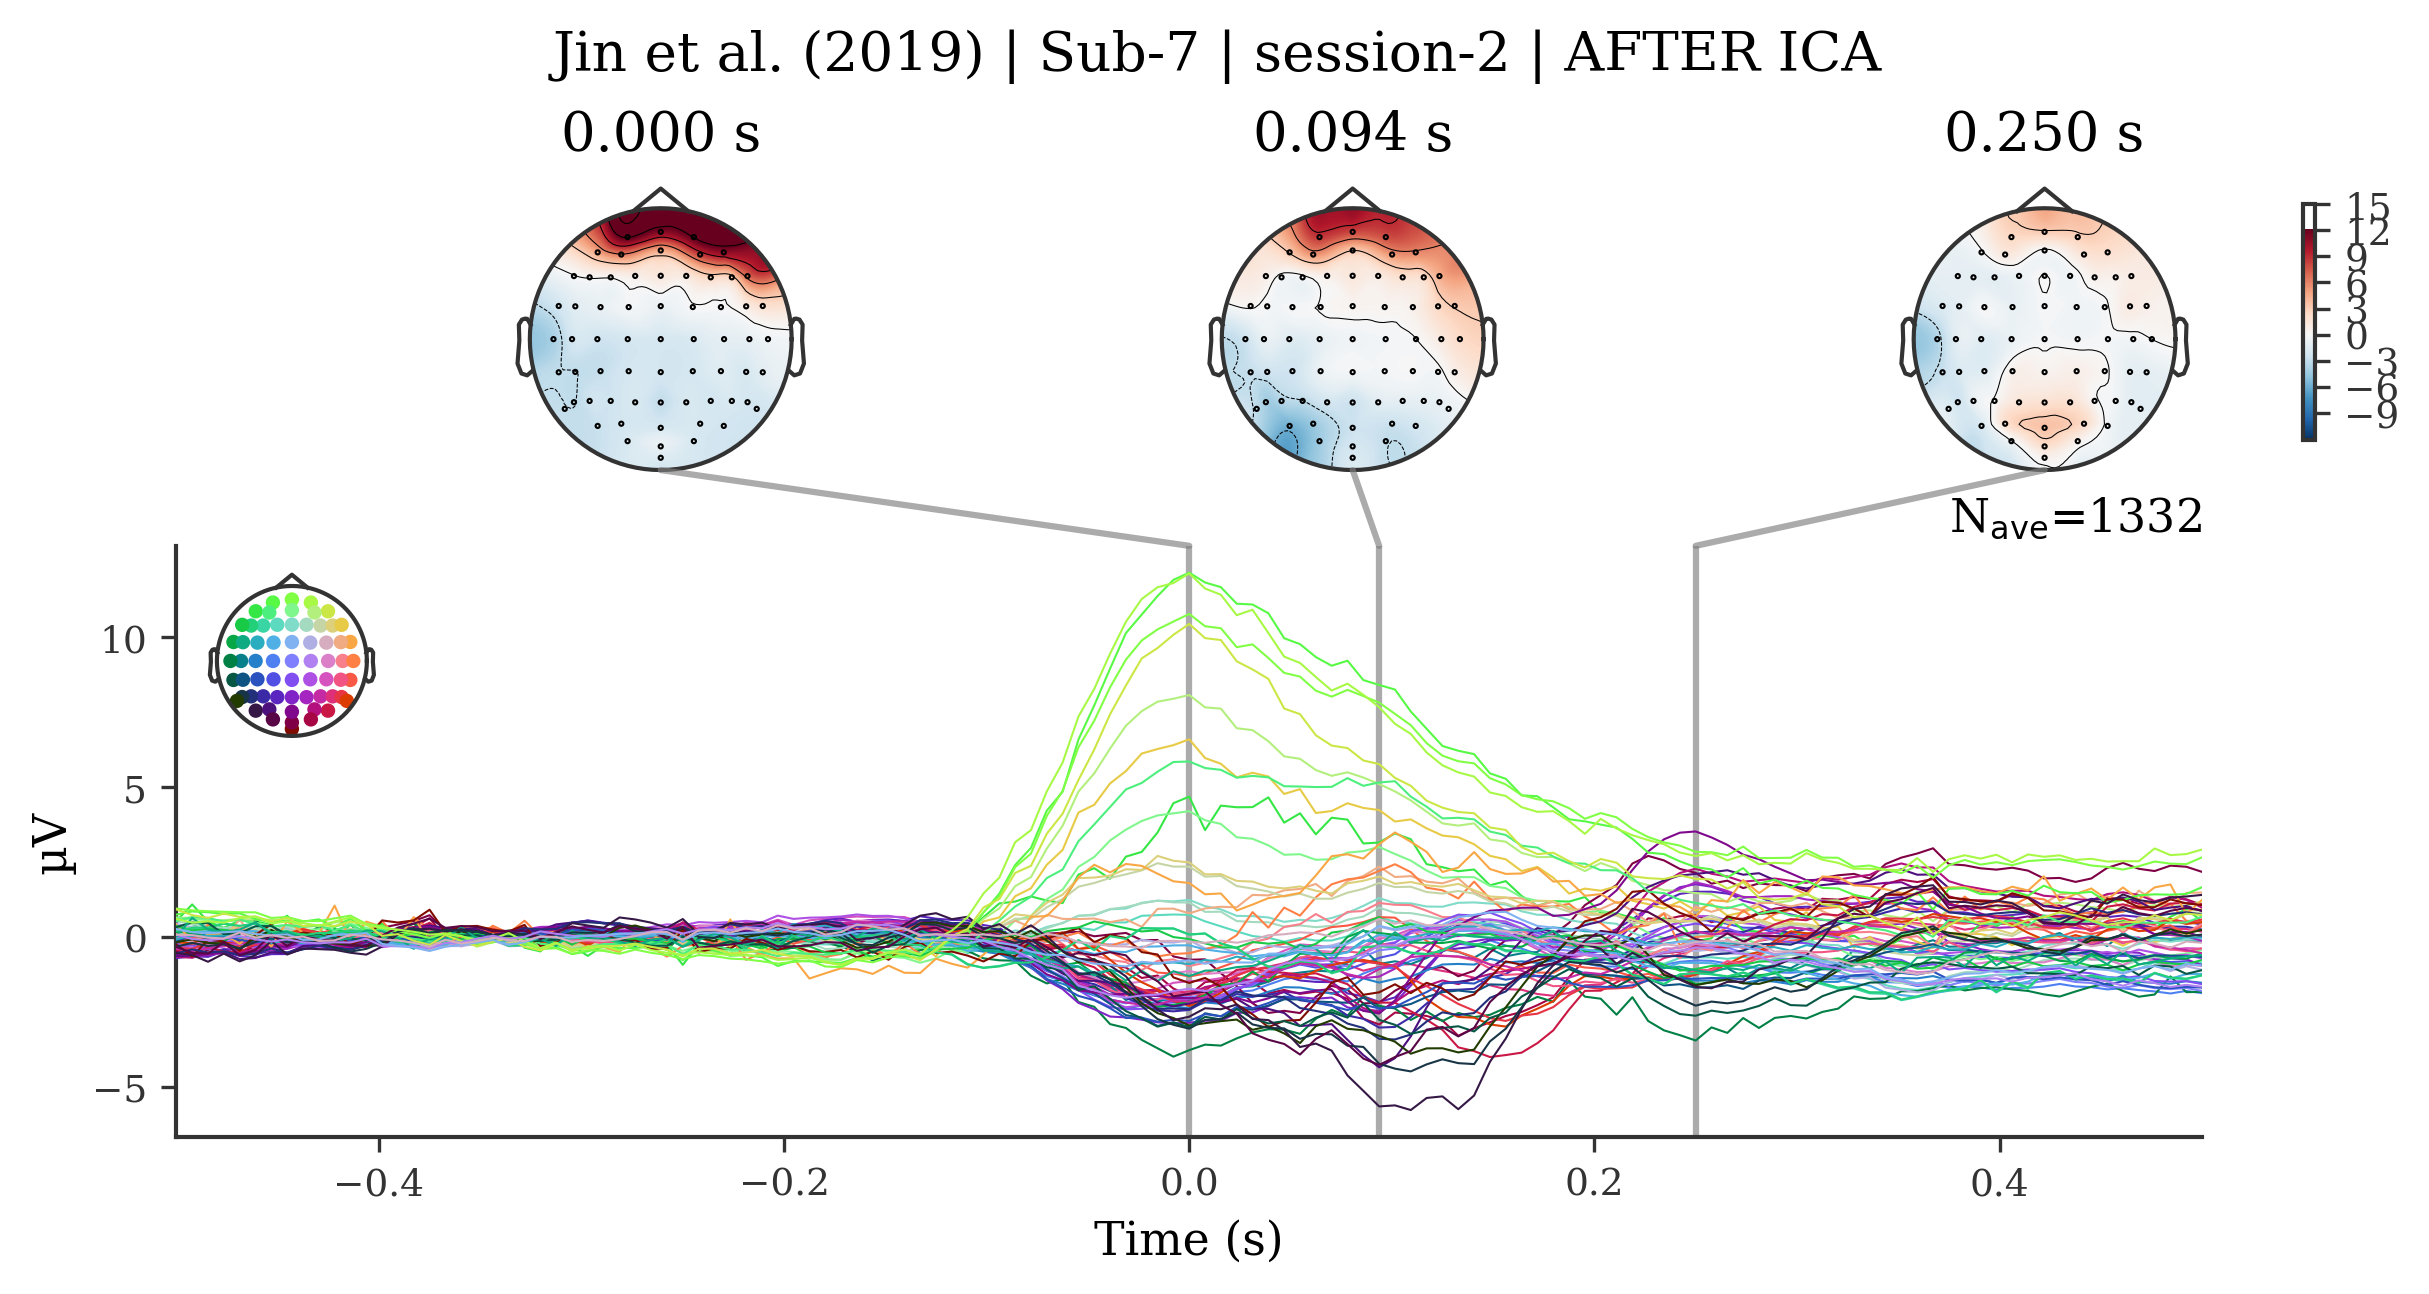 Jin et al. (2019) | Sub-7 | session-2 | AFTER ICA
0.000 s
0.094 s
0.250 s
15
12
9
6
3
0
−3
−6
−9
Nave=1332
10
5
0
−5
µV
−0.4
−0.2
0.0
0.2
0.4
Time (s)